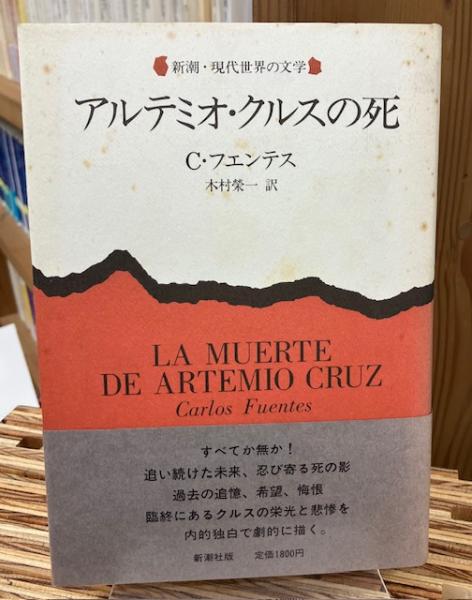 新潮・現代世界の文学
アルテミオ・クルスの死
C・フエンテス
木村榮一 訳
LA MUERTE
DE ARTEMIO CRUZ
Carlos Fuentes
すべてか無か！
追い続けた未来、忍び寄る死の影
過去の追憶、希望、悔恨
臨終にあるクルスの栄光と悲惨を
内的独白で劇的に描く。
新潮社版 定価1800円